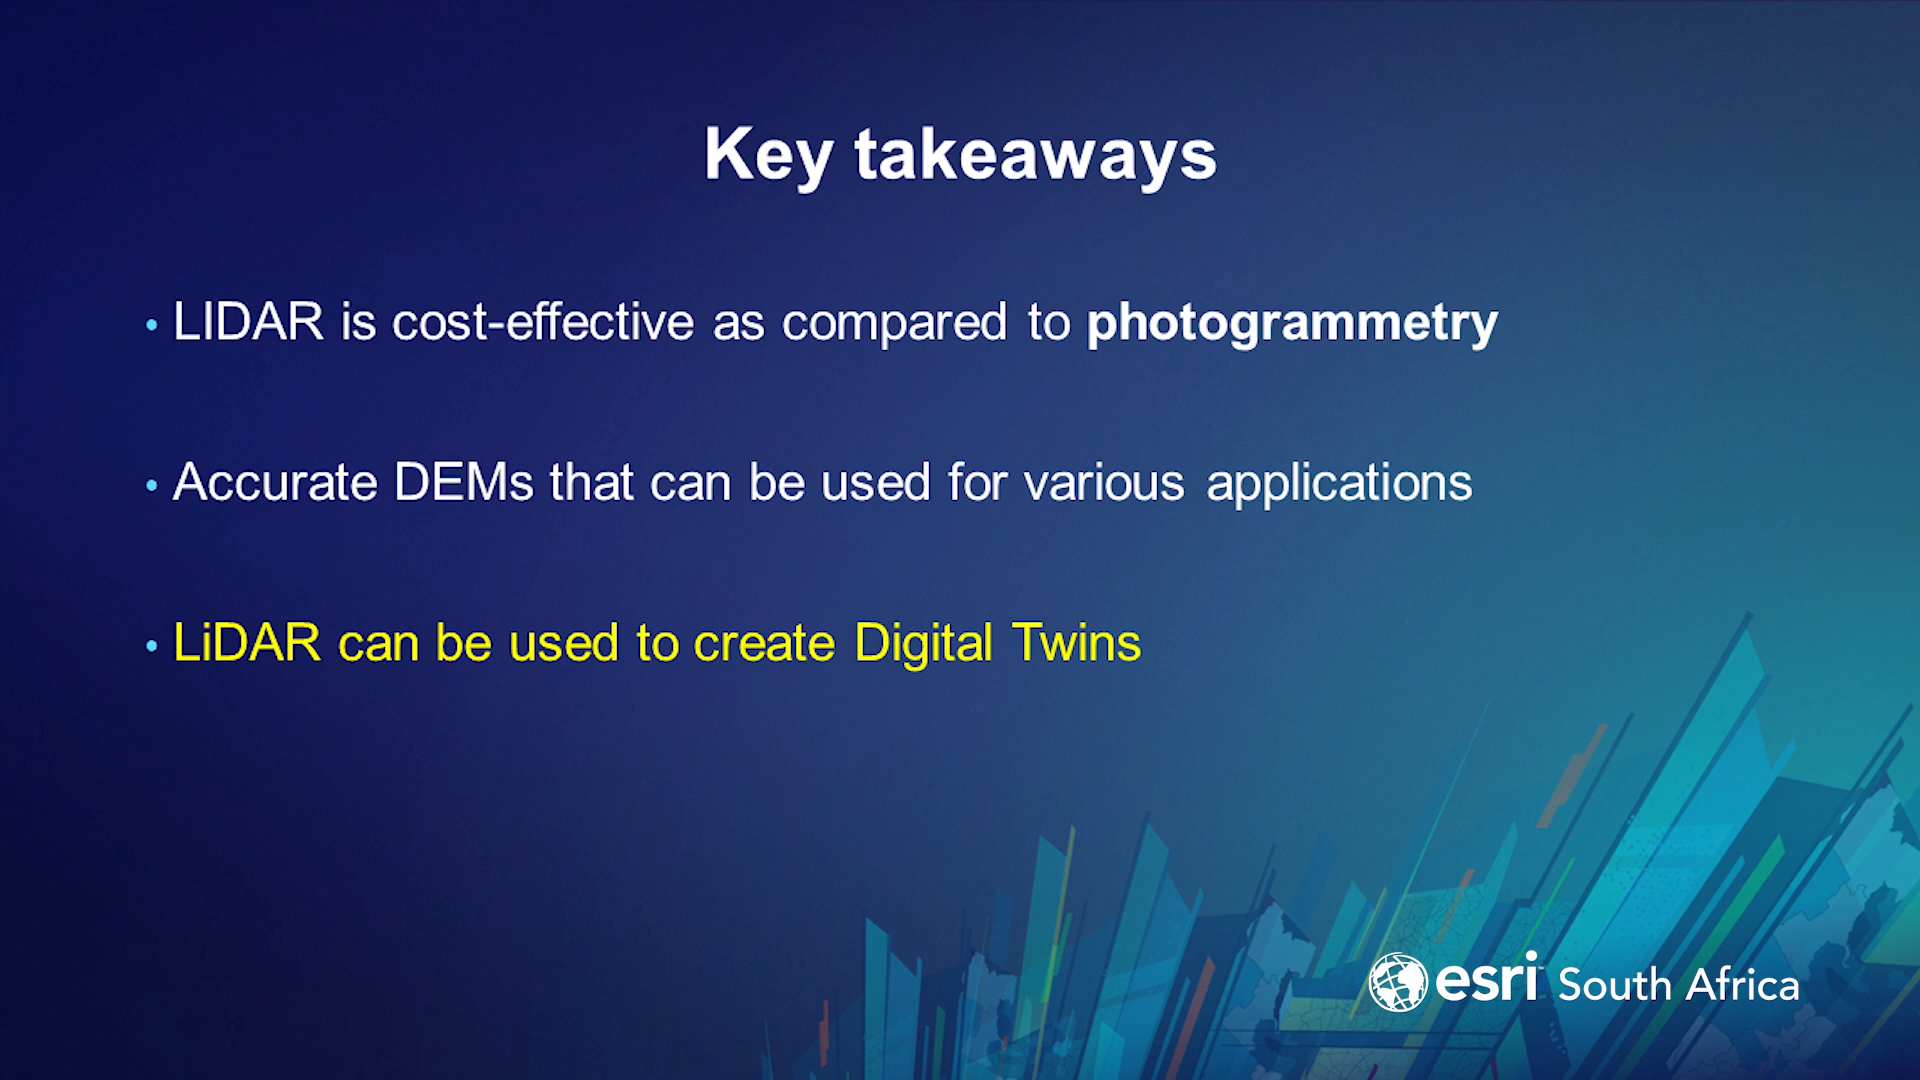 Key takeaways
• LIDAR is cost-effective as compared to photogrammetry
• Accurate DEMs that can be used for various applications
• LiDAR can be used to create Digital Twins
esri South Africa